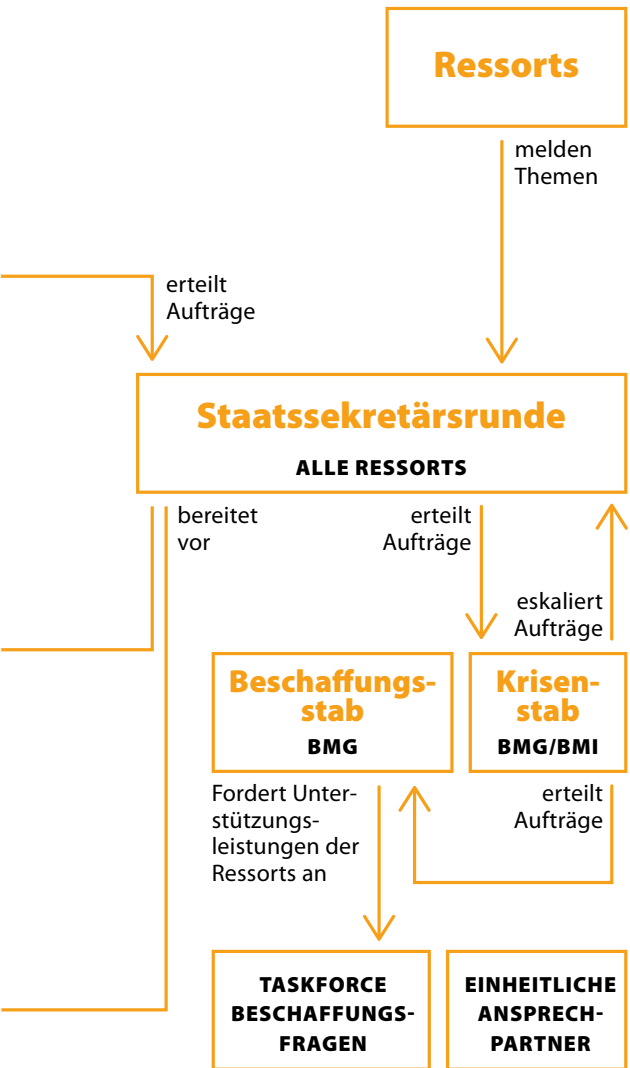 Ressorts
melden
Themen
erteilt
Aufträge
Staatssekretärsrunde
ALLE RESSORTS
bereitet
vor
erteilt
Aufträge
eskaliert
Aufträge
Beschaffungs-
stab
BMG
Krisen-
stab
BMG/BMI
Fordert Unter-
stützungs-
leistungen der
Ressorts an
erteilt
Aufträge
TASKFORCE
BESCHAFFUNGS-
FRAGEN
EINHEITLICHE
ANSPRECH-
PARTNER